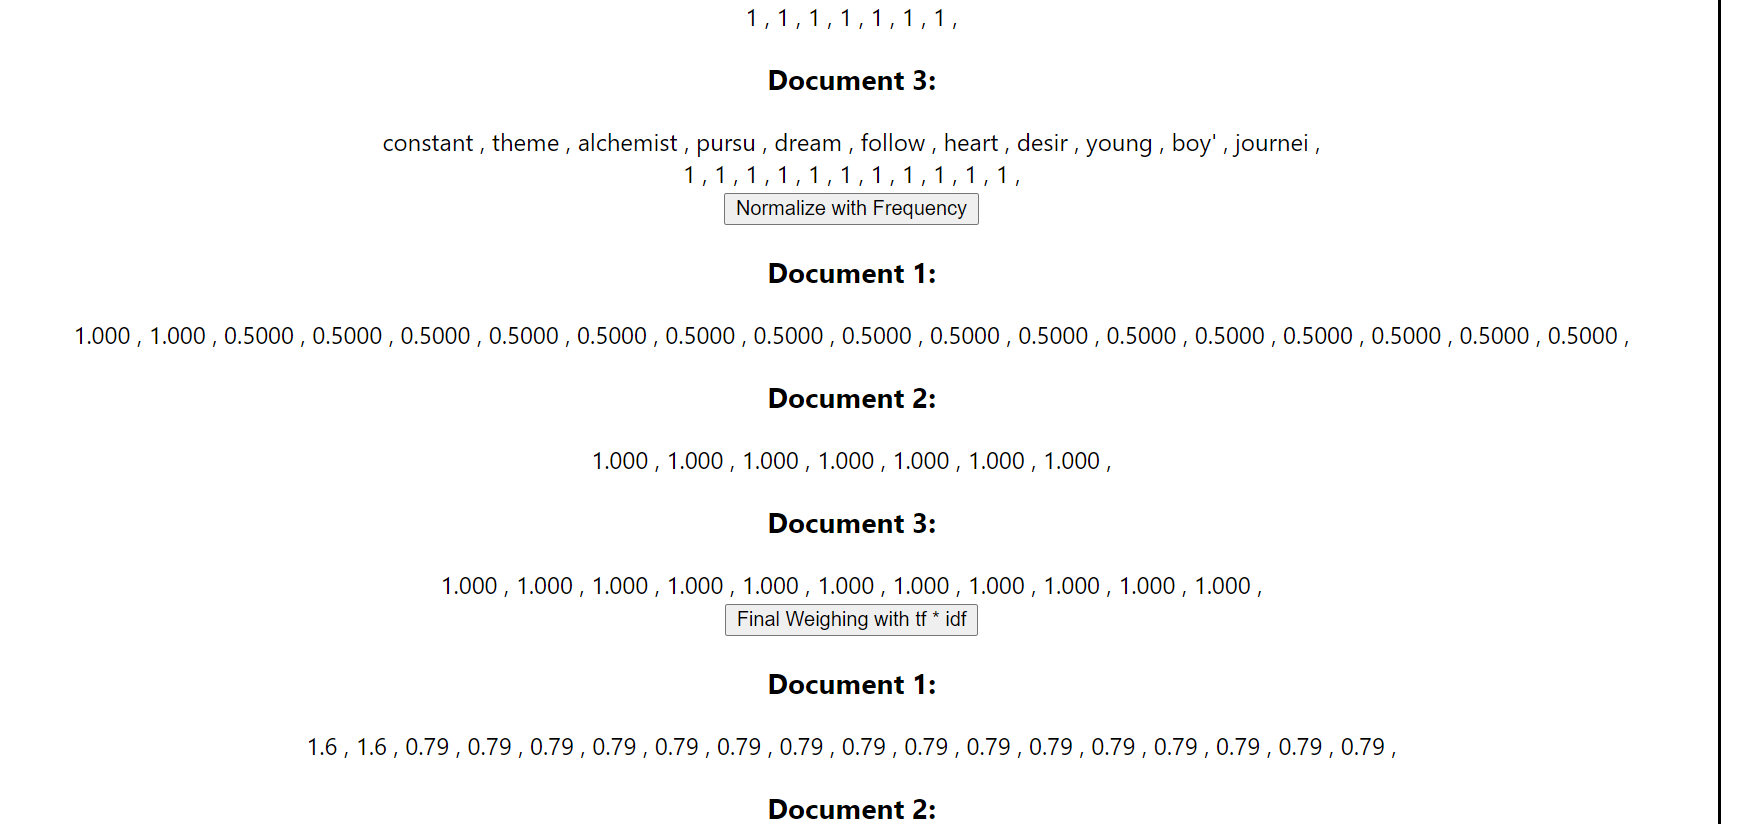 1 , 1 , 1 , 1 , 1 , 1 , 1 ,
Document 3:
constant , theme , alchemist , pursu , dream , follow , heart , desir , young , boy' , journei ,
1 , 1 , 1 , 1 , 1 , 1 , 1 , 1 , 1 , 1 , 1 ,
Normalize with Frequency
Document 1:
1.000 , 1.000 , 0.5000 , 0.5000 , 0.5000 , 0.5000 , 0.5000 , 0.5000 , 0.5000 , 0.5000 , 0.5000 , 0.5000 , 0.5000 , 0.5000 , 0.5000 , 0.5000 , 0.5000 , 0.5000 ,
Document 2:
1.000 , 1.000 , 1.000 , 1.000 , 1.000 , 1.000 , 1.000 ,
Document 3:
1.000 , 1.000 , 1.000 , 1.000 , 1.000 , 1.000 , 1.000 , 1.000 , 1.000 , 1.000 , 1.000 ,
Final Weighing with tf * idf
Document 1:
1.6 , 1.6 , 0.79 , 0.79 , 0.79 , 0.79 , 0.79 , 0.79 , 0.79 , 0.79 , 0.79 , 0.79 , 0.79 , 0.79 , 0.79 , 0.79 , 0.79 , 0.79 ,
Document 2: